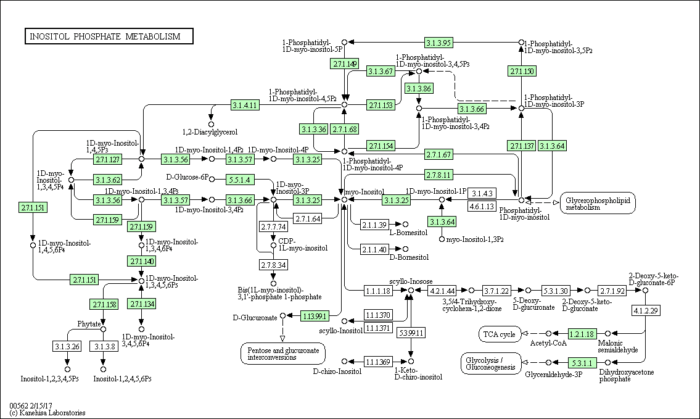 INOSITOL PHOSPHATE METABOLISM
1-Phosphatidyl-
1D-myo-inositol-5P
3.1.3.95
1-Phosphatidyl-
1D-myo-inositol-3,5P2
2.7.1.149
3.1.3.67
1-Phosphatidyl-
1D-myo-inositol-3,4,5P3
2.7.1.150
3.1.3.86
1-Phosphatidyl-
1D-myo-inositol-4,5P2
2.7.1.153
3.1.3.66
1-Phosphatidyl-
1D-myo-inositol-3P
3.1.4.11
1,2-Diacylglycerol
3.1.3.36
2.7.1.68
1-Phosphatidyl-
1D-myo-inositol-3,4P2
2.7.1.154
2.7.1.137
3.1.3.64
1D-myo-Inositol-
1,4,5P3
1D-myo-Inositol-1,4P2
1D-myo-Inositol-4P
1-Phosphatidyl-
1D-myo-inositol-4P
2.7.1.67
2.7.1.127
3.1.3.56
3.1.3.57
3.1.3.25
2.7.8.11
1D-myo-
Inositol-
1,3,4,5P4
3.1.3.62
D-Glucose-6P
5.5.1.4
1D-myo-Inositol-1,3,4P3
1D-myo-
Inositol-3P
myo-Inositol
1D-myo-Inositol-1P
3.1.4.3
3.1.3.56
3.1.3.57
3.1.3.66
3.1.3.25
3.1.3.25
4.6.1.13
Phosphatidyl-
1D-myo-inositol
Glycerophospholipid
metabolism
2.7.1.151
2.7.1.159
1D-myo-
Inositol-3,4P2
2.7.1.64
2.7.1.159
2.7.7.74
2.1.1.39
L-Bornesitol
3.1.3.64
1D-myo-Inositol-
1,4,5,6P4
1D-myo-Inositol-
1,3,4,6P4
CDP-
1L-myo-inositol
2.1.1.40
D-Bornesitol
myo-Inositol-1,3P2
2.7.1.140
2.7.8.34
2.7.1.151
1D-myo-Inositol-
1,3,4,5,6P5
Bis(1L-myo-inositol)-
3,1'-phosphate 1-phosphate
scyllo-Inosose
2-Deoxy-5-keto-
D-gluconate-6P
1.1.1.18
4.2.1.44
3.7.1.22
5.3.1.30
2.7.1.92
3,5/4-Trihydroxy-
cyclohexa-1,2-dione
5-Deoxy-
D-glucuronate
2-Deoxy-5-keto-
D-gluconate
2.7.1.158
2.7.1.134
4.1.2.29
D-Glucuronate
1.13.99.1
1.1.1.370
Phytate
1D-myo-Inositol-
3,4,5,6P4
scyllo-Inositol
1.1.1.371
5.3.99.11
TCA cycle
Acetyl-CoA
1.2.1.18
Malonic
semialdehyde
3.1.3.26
3.1.3.8
Pentose and glucuronate
interconversions
Glycolysis /
Gluconeogenesis
5.3.1.1
1.1.1.369
Glyceraldehyde-3P
Dihydroxyacetone
phosphate
Inositol-1,2,3,4,5P5
Inositol-1,2,4,5,6P5
D-chiro-Inositol
1-Keto-
D-chiro-inositol
00562 2/15/17
(c) Kanehisa Laboratories